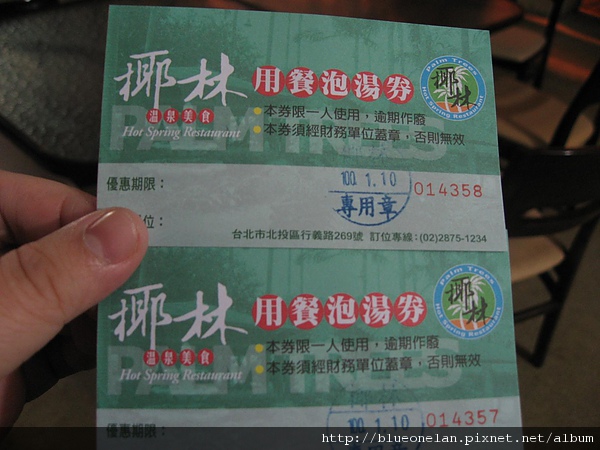 椰林
用餐泡湯券
Palm Trees
椰林
Hot Spring Restaurant
溫泉美食
Hot Spring Restaurant
本券限一人使用，逾期作廢
本券須經財務單位蓋章，否則無效
PALM TREES
優惠期限：
100.1.10
專用章
014358
位：
台北市北投區行義路269號 訂位專線：(02)2875-1234
椰林
用餐泡湯券
Palm Trees
椰林
Hot Spring Restaurant
溫泉美食
Hot Spring Restaurant
本券限一人使用，逾期作廢
本券須經財務單位蓋章，否則無效
PALM TREES
優惠期限：
椰林
100.1.10
014357
http://blueonelan.pixnet.net/album